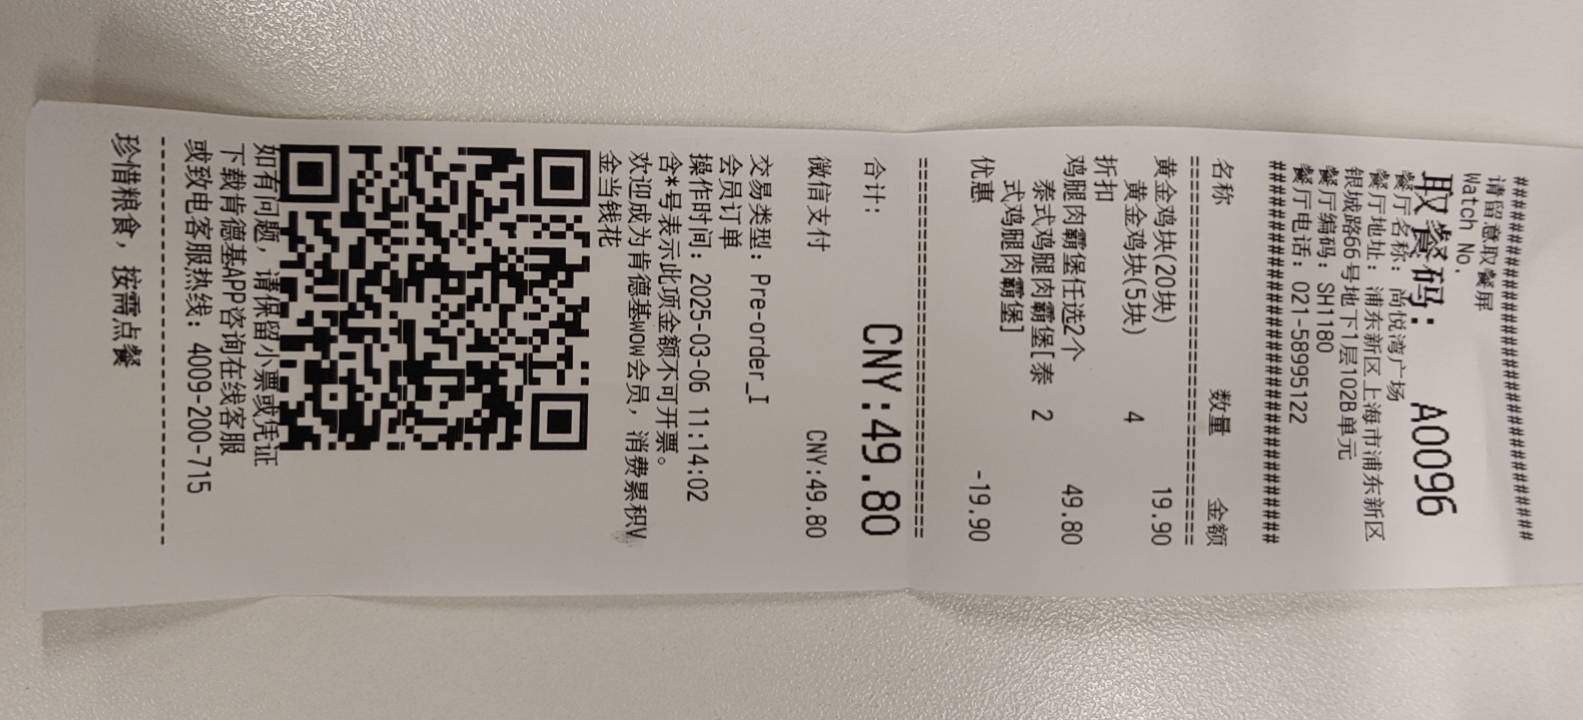 ####################################
请留意取餐屏
Watch No.
取餐码： A0096
餐厅名称：尚悦湾广场
餐厅地址：浦东新区上海市浦东新区
银城路66号地下1层102B单元
餐厅编码：SH1180
餐厅电话：021-58995122
######################################
名称 数量 金额
======================================
黄金鸡块(20块) 19.90
黄金鸡块(5块) 4
折扣
鸡腿肉霸堡任选2个 49.80
泰式鸡腿肉霸堡[泰 2
式鸡腿肉霸堡]
优惠 -19.90
======================================
合计： CNY:49.80
微信支付 CNY:49.80
交易类型：Pre-order_I
会员订单
操作时间：2025-03-06 11:14:02
含*号表示此项金额不可开票。
欢迎成为肯德基WOW会员，消费累积V
金当钱花
如有问题，请保留小票或凭证
下载肯德基APP咨询在线客服
或致电客服热线：4009-200-715
--------------------------------------
珍惜粮食，按需点餐